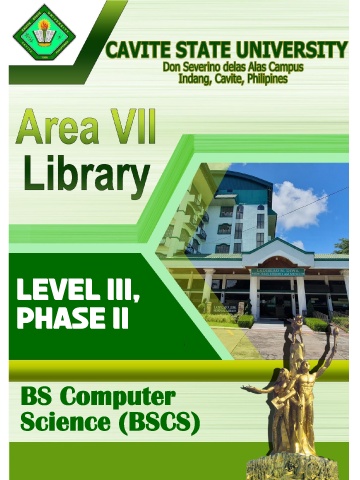 CAVITE STATE UNIVERSITY
Don Severino delas Alas Campus
Indang, Cavite, Philipines
Area VII
Library
LEVEL III,
PHASE II
BS Computer
Science (BSCS)